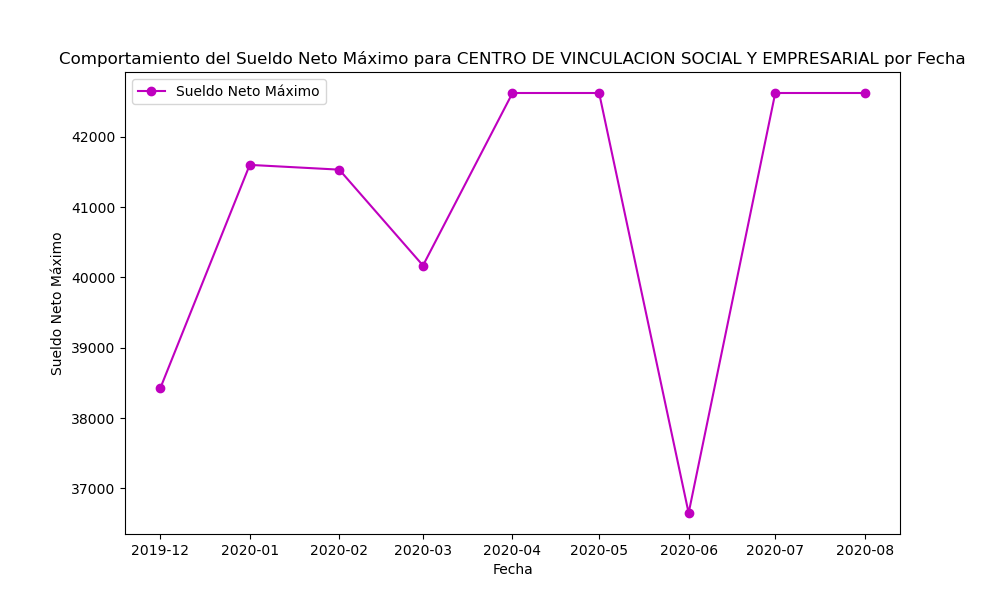 Comportamiento del Sueldo Neto Máximo para CENTRO DE VINCULACION SOCIAL Y EMPRESARIAL por Fecha
Sueldo Neto Máximo
42000
41000
40000
39000
38000
37000
Sueldo Neto Máximo
2019-12 2020-01 2020-02 2020-03 2020-04 2020-05 2020-06 2020-07 2020-08
Fecha